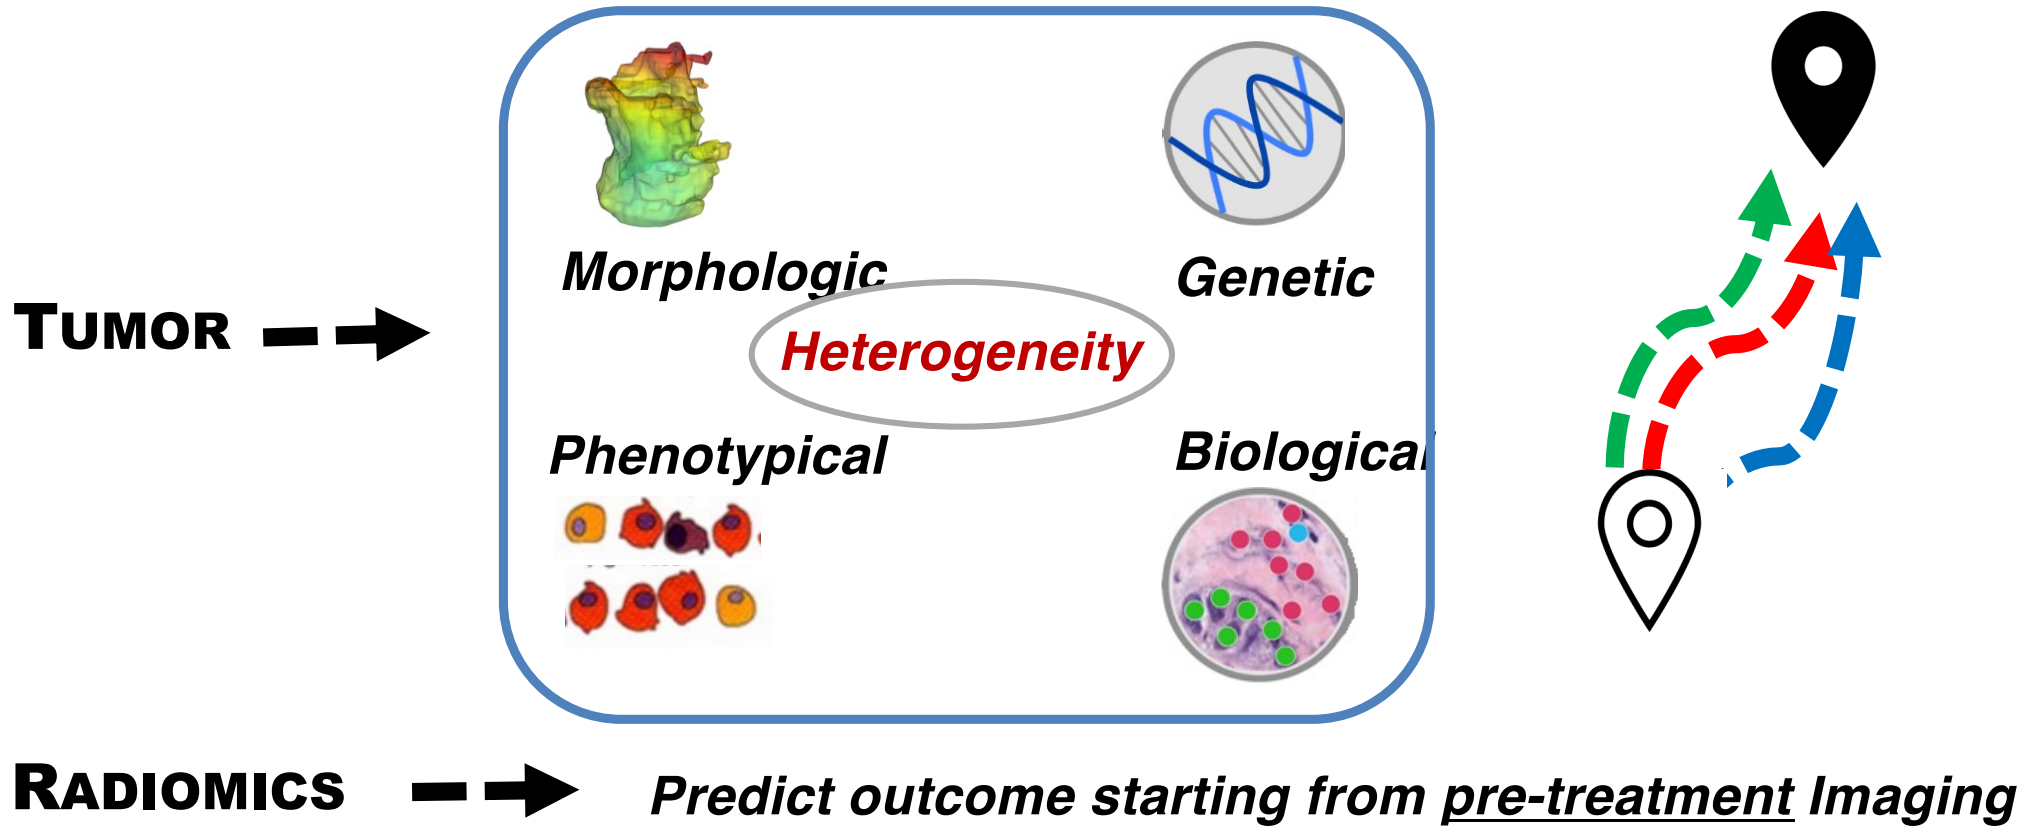 Morphologic
Genetic
TUMOR
Heterogeneity
Phenotypical
Biological
RADIOMICS
Predict outcome starting from pre-treatment Imaging